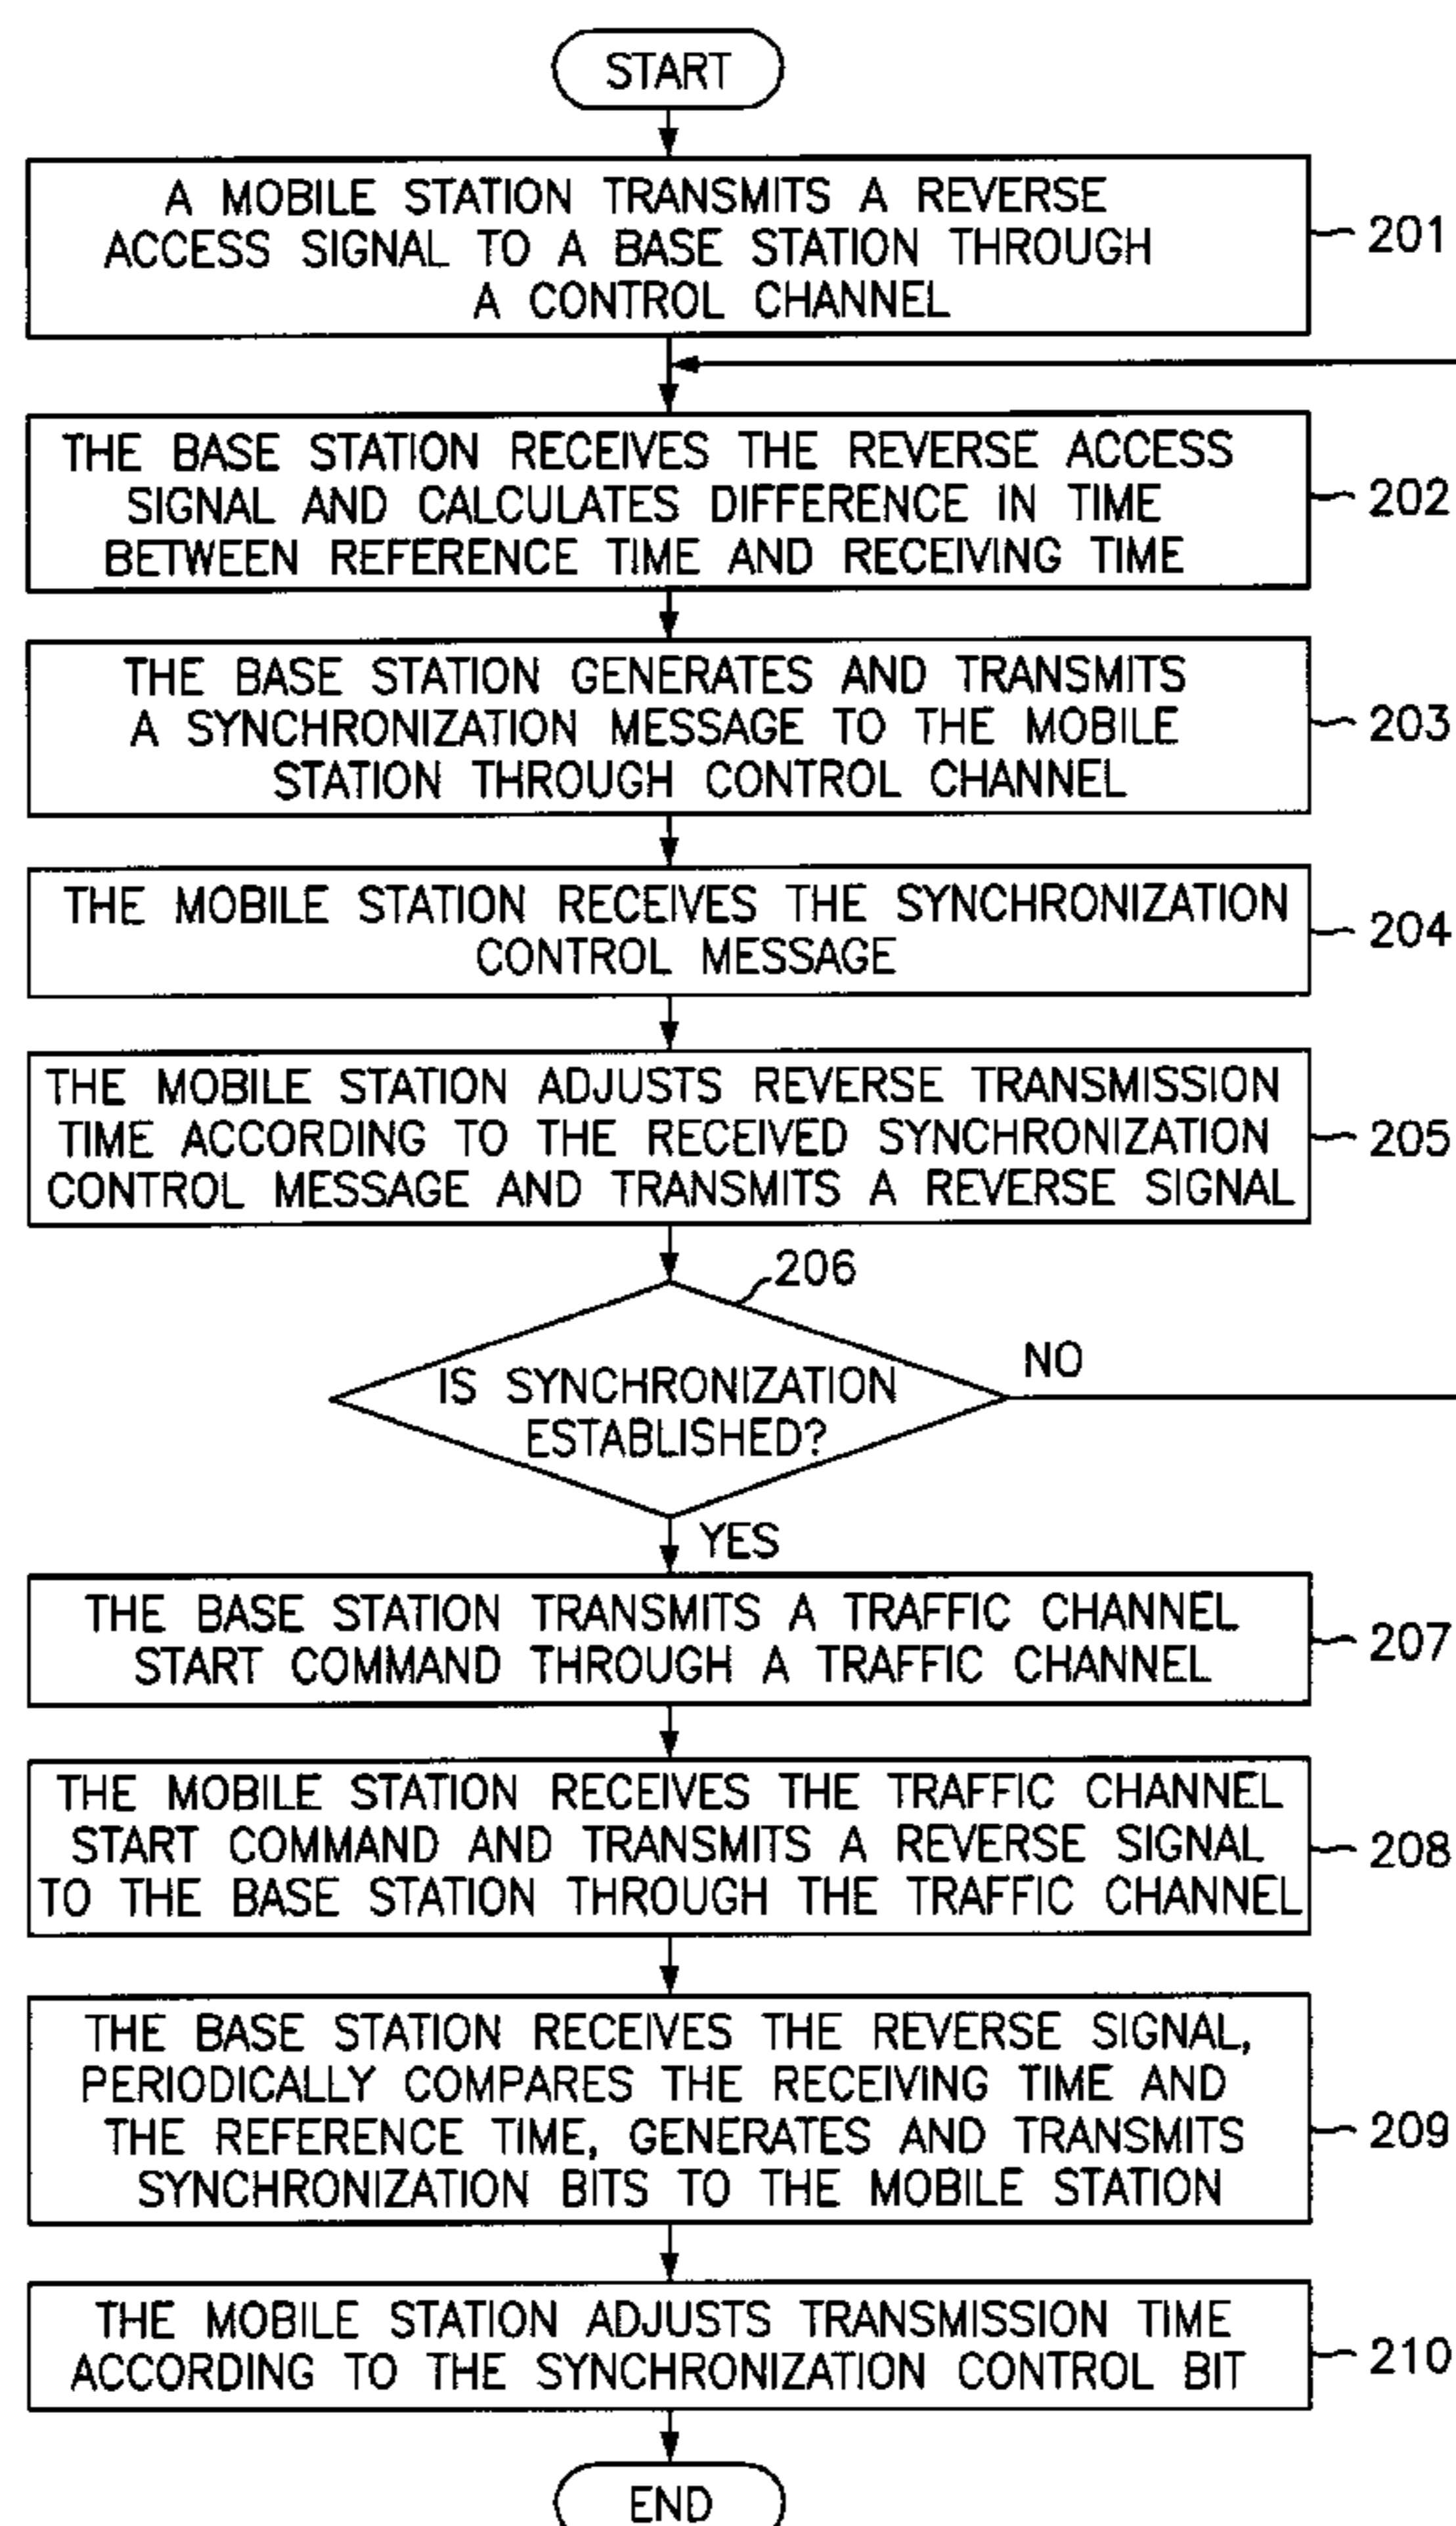 START
A MOBILE STATION TRANSMITS A REVERSE
ACCESS SIGNAL TO A BASE STATION THROUGH
A CONTROL CHANNEL
201
THE BASE STATION RECEIVES THE REVERSE ACCESS
SIGNAL AND CALCULATES DIFFERENCE IN TIME
BETWEEN REFERENCE TIME AND RECEIVING TIME
202
THE BASE STATION GENERATES AND TRANSMITS
A SYNCHRONIZATION MESSAGE TO THE MOBILE
STATION THROUGH CONTROL CHANNEL
203
THE MOBILE STATION RECEIVES THE SYNCHRONIZATION
CONTROL MESSAGE
204
THE MOBILE STATION ADJUSTS REVERSE TRANSMISSION
TIME ACCORDING TO THE RECEIVED SYNCHRONIZATION
CONTROL MESSAGE AND TRANSMITS A REVERSE SIGNAL
205
206
IS SYNCHRONIZATION
ESTABLISHED?
NO
YES
THE BASE STATION TRANSMITS A TRAFFIC CHANNEL
START COMMAND THROUGH A TRAFFIC CHANNEL
207
THE MOBILE STATION RECEIVES THE TRAFFIC CHANNEL
START COMMAND AND TRANSMITS A REVERSE SIGNAL
TO THE BASE STATION THROUGH THE TRAFFIC CHANNEL
208
THE BASE STATION RECEIVES THE REVERSE SIGNAL,
PERIODICALLY COMPARES THE RECEIVING TIME AND
THE REFERENCE TIME, GENERATES AND TRANSMITS
SYNCHRONIZATION BITS TO THE MOBILE STATION
209
THE MOBILE STATION ADJUSTS TRANSMISSION TIME
ACCORDING TO THE SYNCHRONIZATION CONTROL BIT
210
END